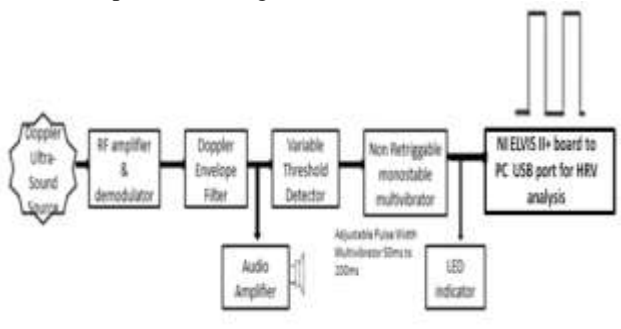 Doppler
Ultra-
Sound
Source
RF amplifier
&
demodulator
Doppler
Envelope
Filter
Variable
Threshold
Detector
Non Retriggable
monostable
multivibrator
NI ELVIS II+ board to
PC USB port for HRV
analysis
Adjustable Pulse Width
Multivibrator 50ms to
200ms
Audio
Amplifier
LED
indicator